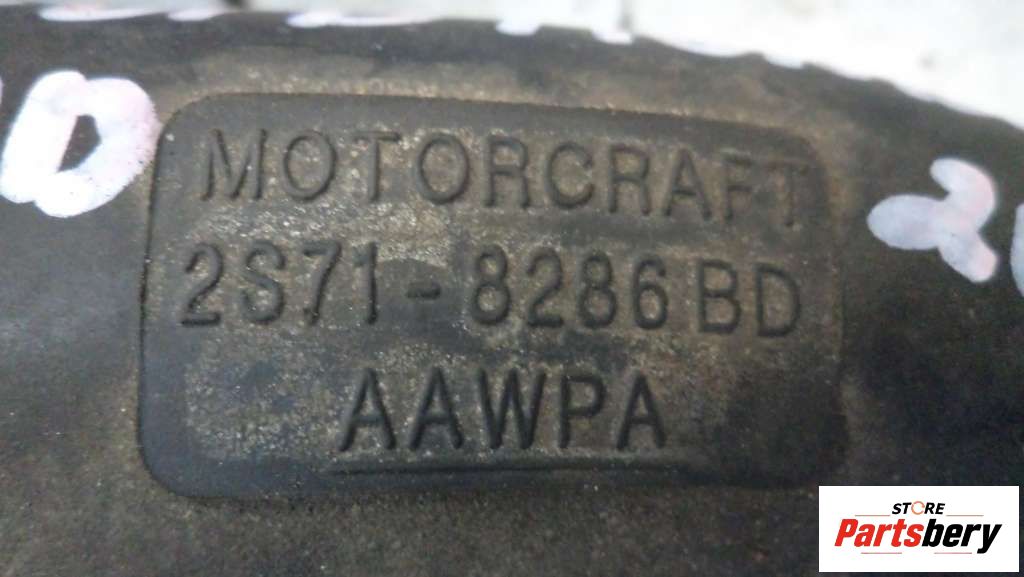 MOTORCRAFT
2S71-8286BD
AAWPA
STORE
Partsbery